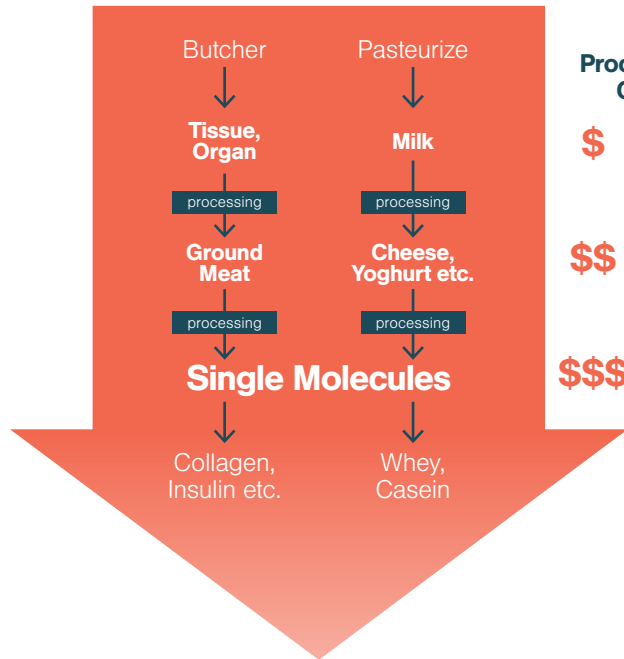 Butcher
Pasteurize
Tissue,
Organ
Milk
$
processing
processing
Ground
Meat
Cheese,
Yoghurt etc.
$$
processing
processing
Single Molecules
$$$
Collagen,
Insulin etc.
Whey,
Casein